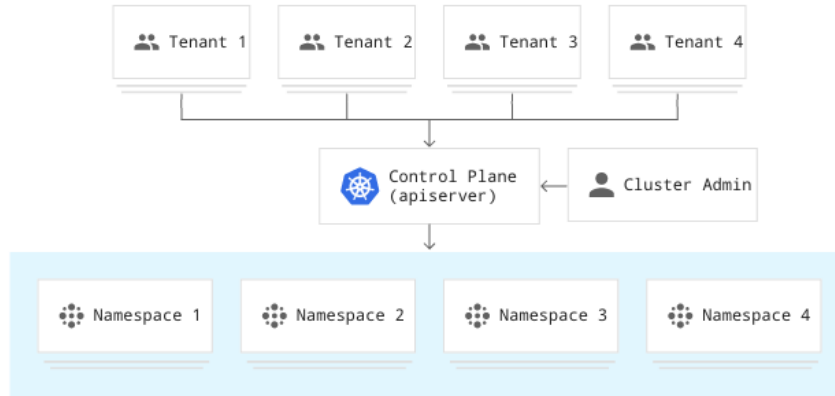 Tenant 1
Tenant 2
Tenant 3
Tenant 4
Control Plane
(apiserver)
Cluster Admin
Namespace 1
Namespace 2
Namespace 3
Namespace 4